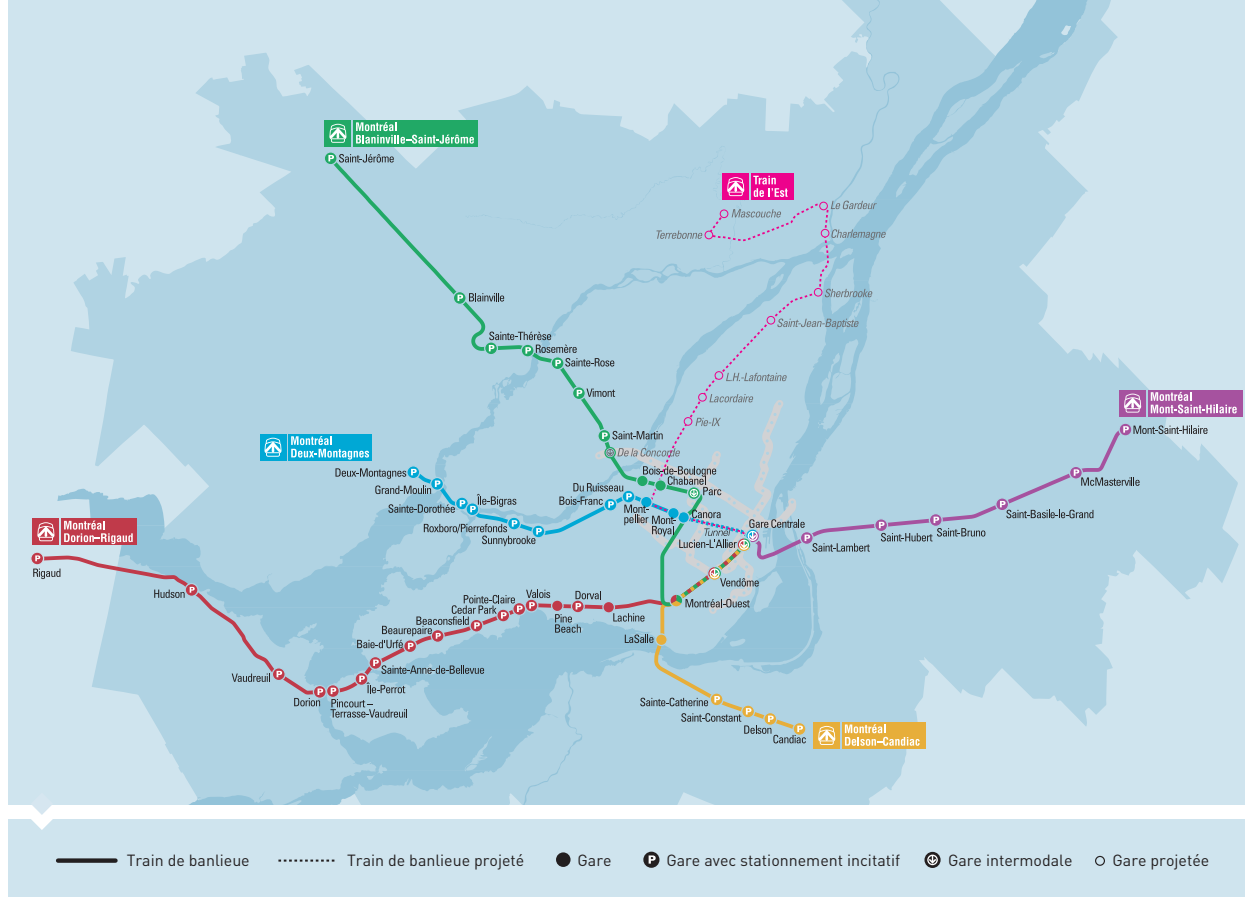 Montréal
Blaninville–Saint-Jérôme
Saint-Jérôme
Train
de l'Est
Mascouche
Le Gardeur
Terrebonne
Charlemagne
Blainville
Sherbrooke
Saint-Jean-Baptiste
Sainte-Thérèse
Rosemère
Sainte-Rose
L.H.-Lafontaine
Vimont
Lacordaire
Pie-IX
Montréal
Mont-Saint-Hilaire
Mont-Saint-Hilaire
Saint-Martin
De la Concorde
Montréal
Deux-Montagnes
Deux-Montagnes
Bois-de-Boulogne
Chabanel
McMasterville
Grand-Moulin
Du Ruisseau
Parc
Île-Bigras
Bois-Franc
Sainte-Dorothée
Mont-
pellier
Canora
Saint-Basile-le-Grand
Roxboro/Pierrefonds
Mont-
Royal
Tunnel
Gare Centrale
Sunnybrooke
Lucien-L'Allier
Saint-Lambert
Saint-Hubert
Saint-Bruno
Montréal
Dorion–Rigaud
Rigaud
Hudson
Vendôme
Pointe-Claire
Valois
Dorval
Montréal-Ouest
Cedar Park
Pine
Beach
Lachine
Beaconsfield
Beaurepaire
LaSalle
Baie-d'Urfé
Sainte-Anne-de-Bellevue
Vaudreuil
Île-Perrot
Dorion
Pincourt–
Terrasse-Vaudreuil
Sainte-Catherine
Saint-Constant
Delson
Candiac
Montréal
Delson–Candiac
Train de banlieue
Train de banlieue projeté
Gare
P Gare avec stationnement incitatif
Gare intermodale
Gare projetée